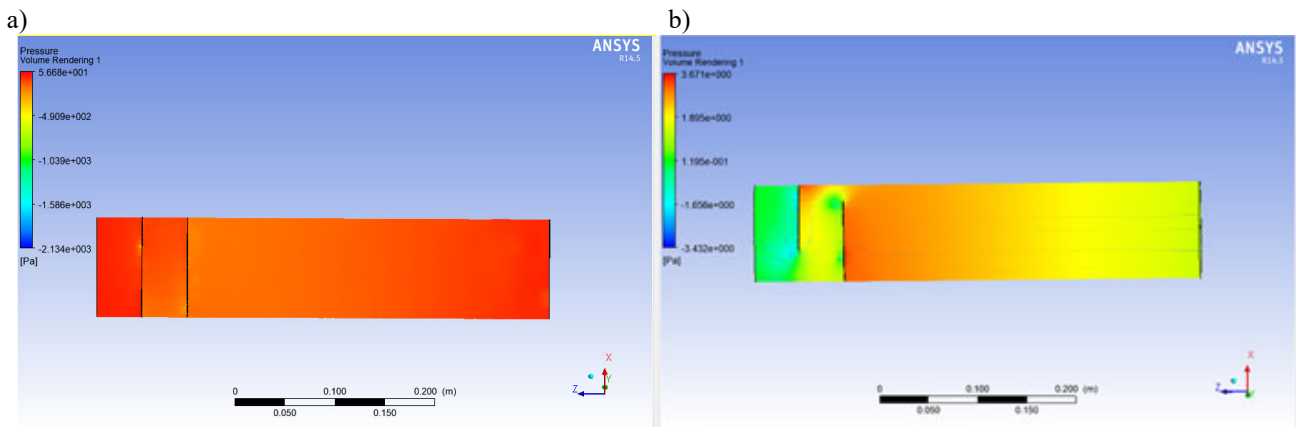 a)
ANSYS
R14.5
Pressure
Volume Rendering 1
5.668e+001
-4.909e+002
-1.039e+003
-1.586e+003
-2.134e+003
[Pa]
0 0.100 0.200 (m)
0.050 0.150
X
Y
Z
b)
ANSYS
R14.5
Pressure
Volume Rendering 1
3.671e+000
1.895e+000
1.195e-001
-1.656e+000
-3.432e+000
[Pa]
0 0.100 0.200 (m)
0.050 0.150
X
Z
Y